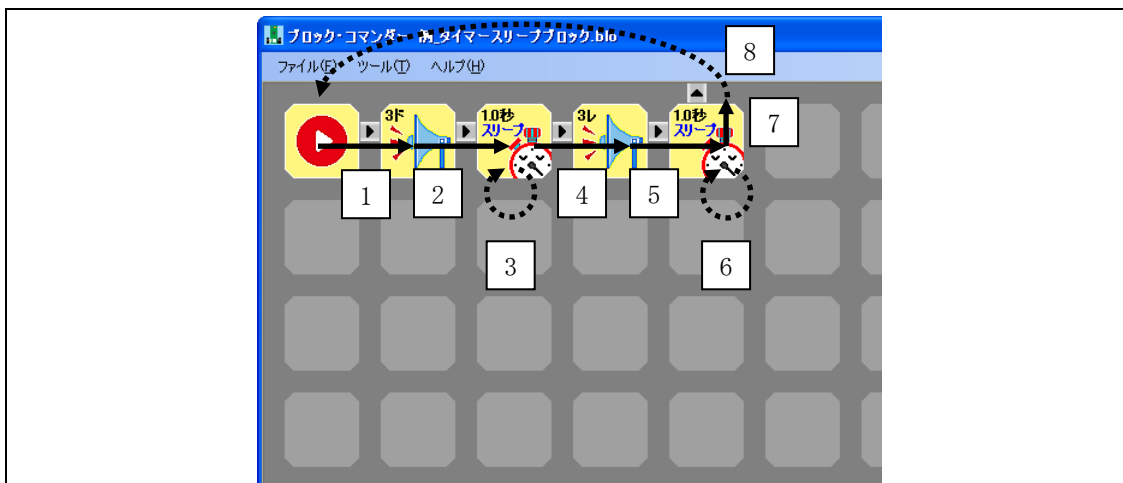 ブロック・コマンダー タイマースリープブロック.blo
8
ファイル(F) ツール(T) ヘルプ(H)
3ド 1.0秒 3レ 1.0秒
スリープ スリープ
7
1 2 4 5
3 6